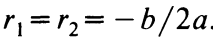 r₁ = r₂ = −b/2a.